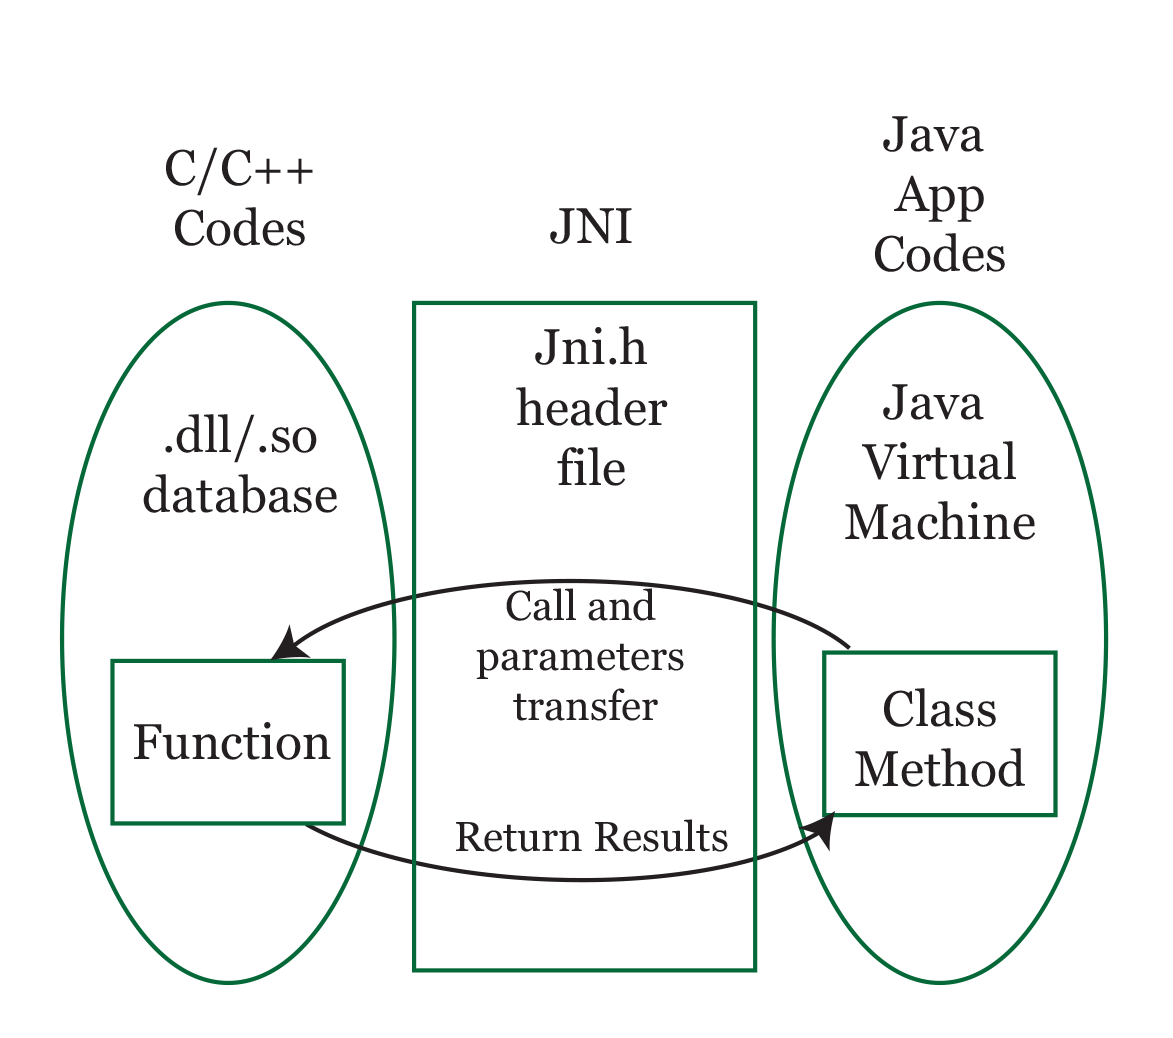 C/C++
Codes
JNI
Java
App
Codes
.dll/.so
database
Jni.h
header
file
Java
Virtual
Machine
Call and
parameters
transfer
Function
Class
Method
Return Results